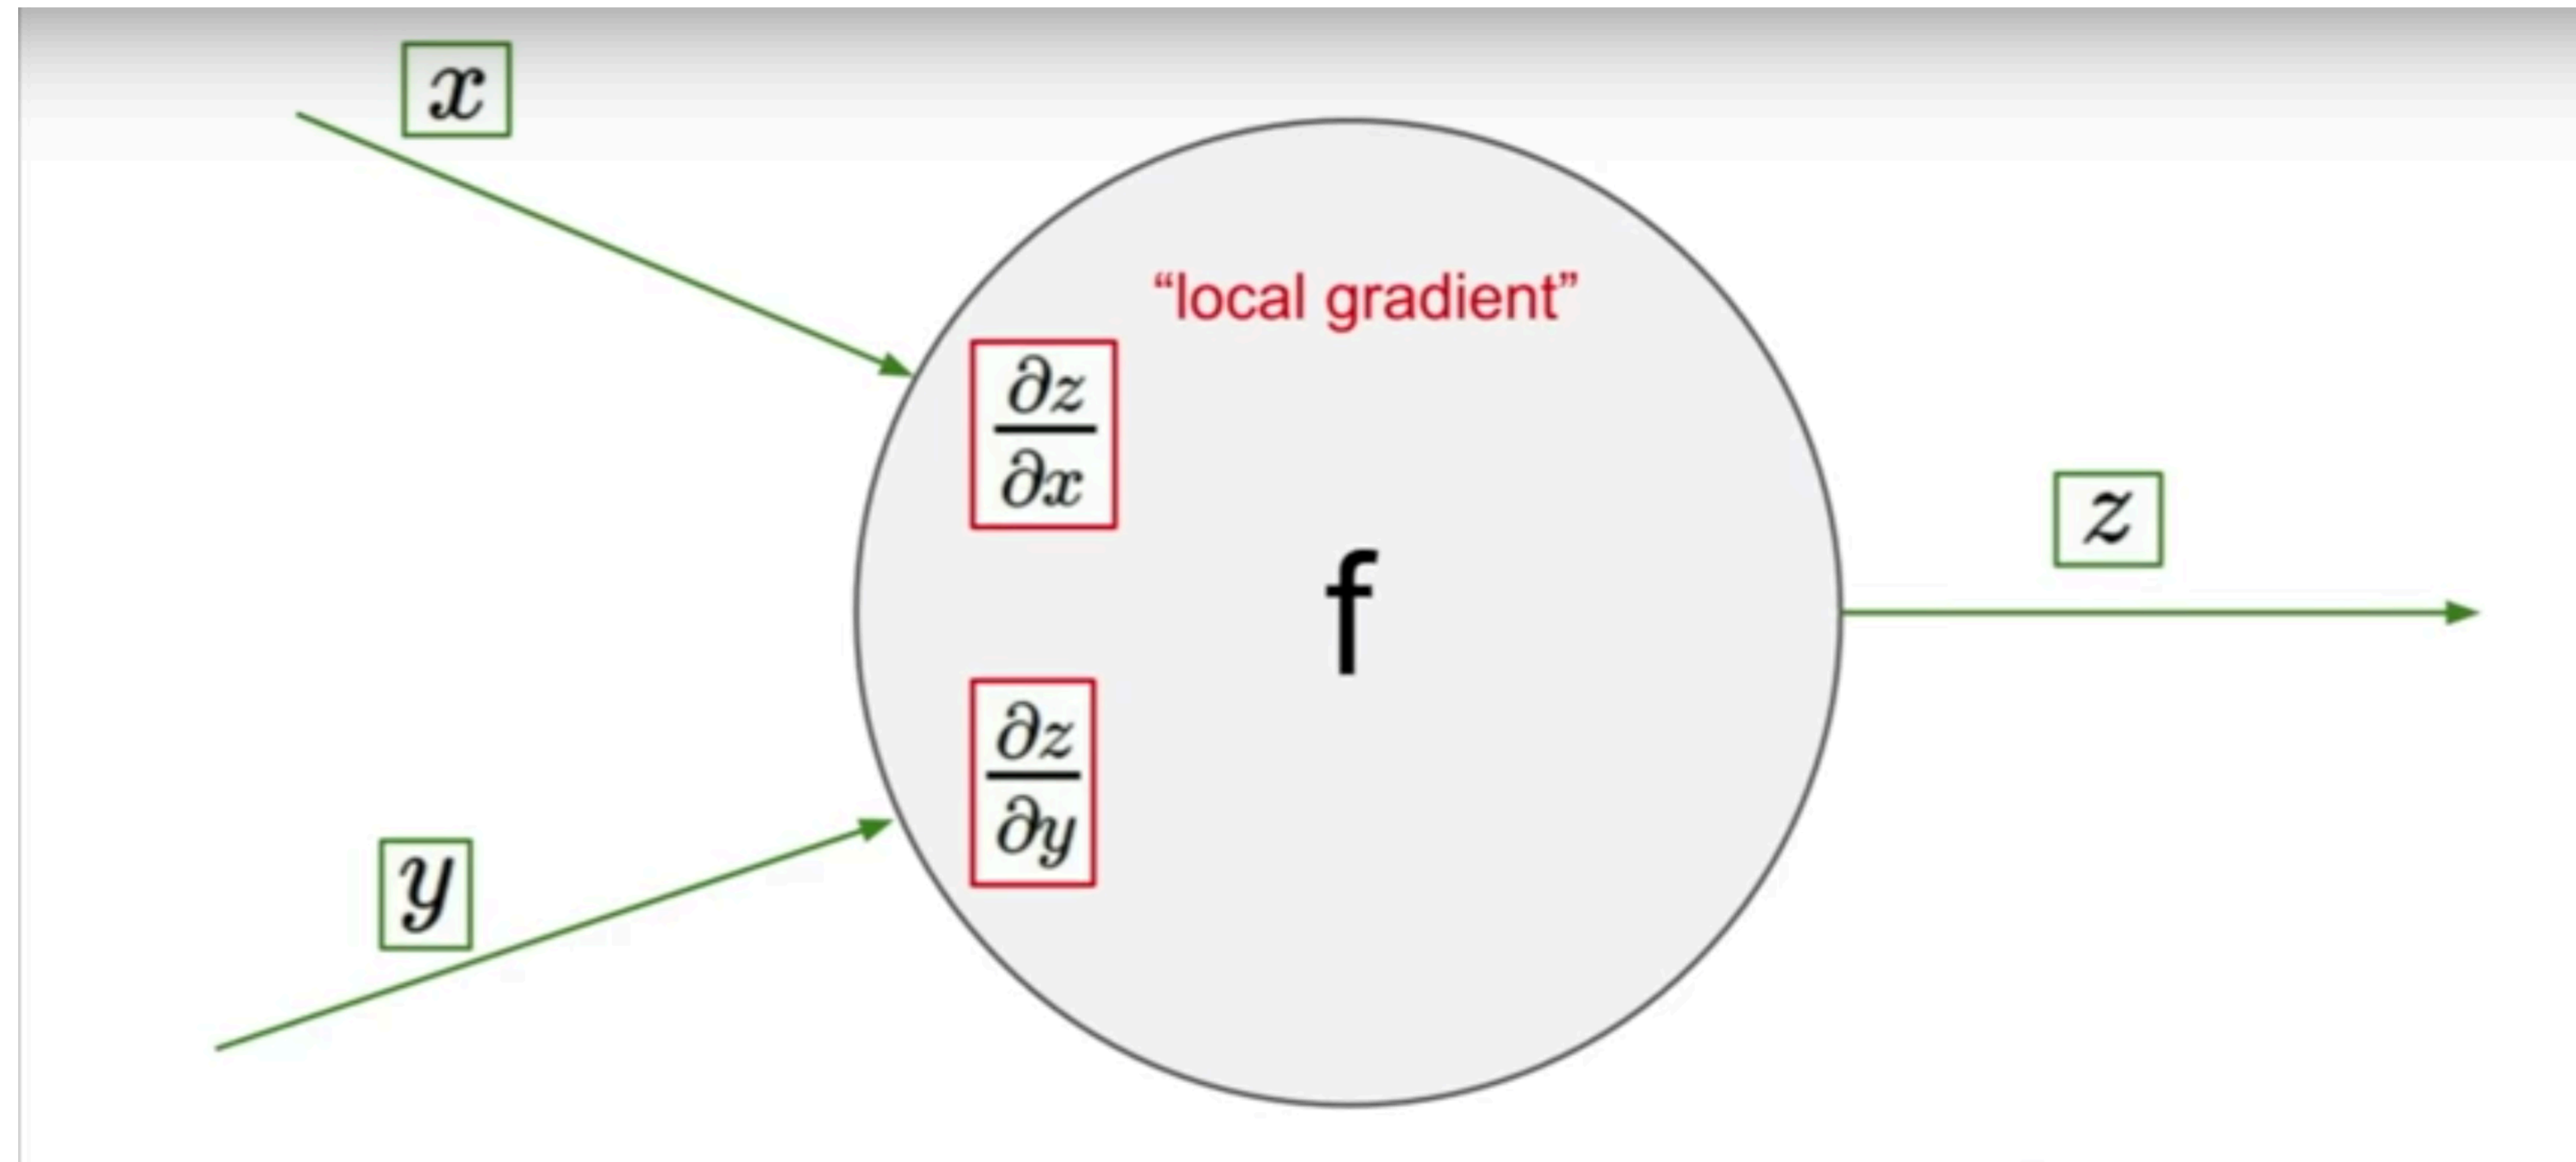 x
“local gradient”
∂z
∂x
f
z
∂z
∂y
y